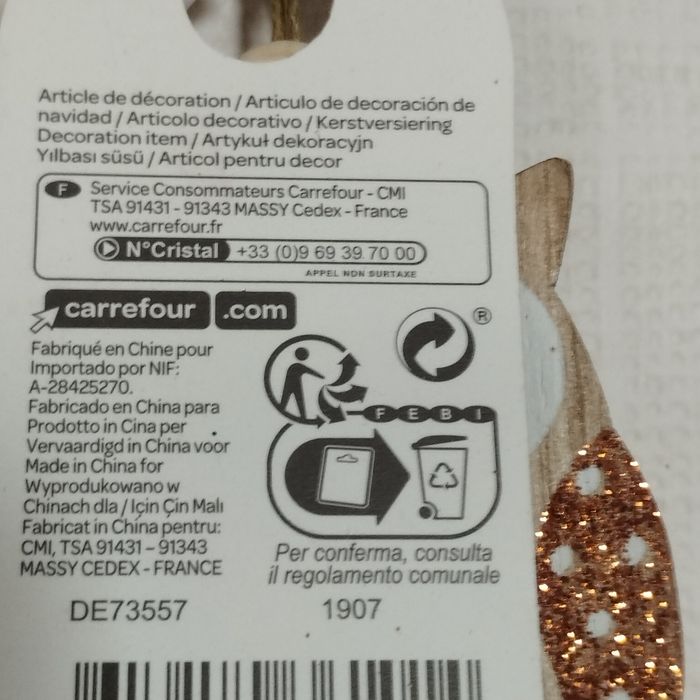 Article de décoration / Articulo de decoración de
navidad / Articolo decorativo / Kerstversiering
Decoration item / Artykuł dekoracyjn
Yılbası süsü / Articol pentru decor
F Service Consommateurs Carrefour - CMI
TSA 91431 - 91343 MASSY Cedex - France
www.carrefour.fr
N°Cristal +33 (0)9 69 39 70 00
APPEL NON SURTAXE
carrefour .com
®
Fabriqué en Chine pour
Importado por NIF:
A-28425270.
Fabricado en China para
Prodotto in Cina per
Vervaardigd in China voor
Made in China for
Wyprodukowano w
Chinach dla / Için Çin Malı
Fabricat in China pentru:
CMI, TSA 91431 – 91343
MASSY CEDEX - FRANCE
FEBI
Per conferma, consulta
il regolamento comunale
DE73557 1907